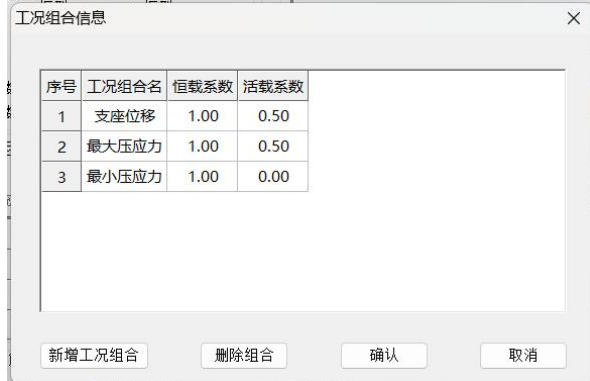 工况组合信息
序号 工况组合名 恒载系数 活载系数
1 支座位移 1.00 0.50
2 最大压应力 1.00 0.50
3 最小压应力 1.00 0.00
新增工况组合 删除组合 确认 取消